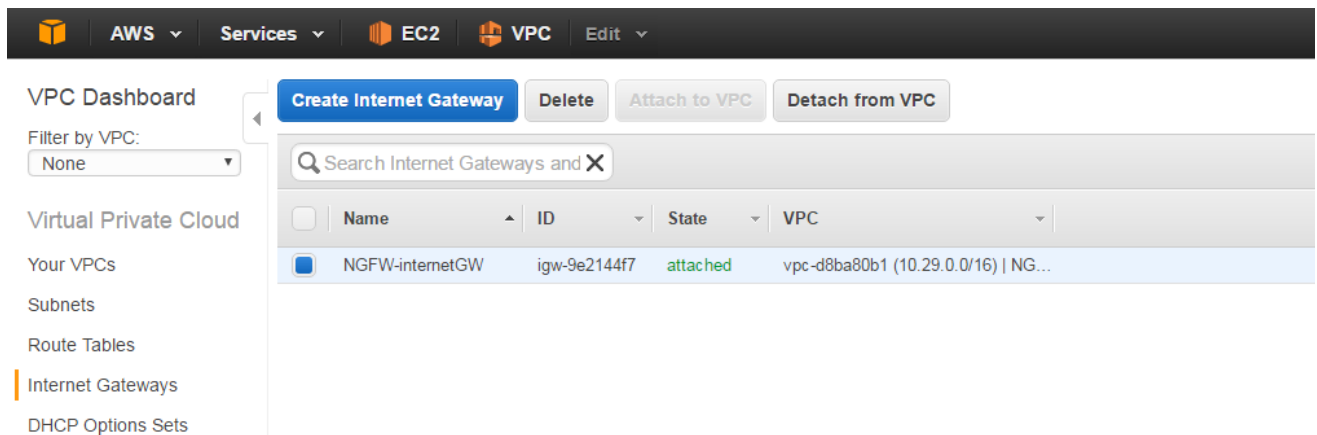 AWS Services EC2 VPC Edit
VPC Dashboard
Filter by VPC:
None
Virtual Private Cloud
Your VPCs
Subnets
Route Tables
Internet Gateways
DHCP Options Sets
Create Internet Gateway Delete Attach to VPC Detach from VPC
Search Internet Gateways and
Name ID State VPC
NGFW-internetGW igw-9e2144f7 attached vpc-d8ba80b1 (10.29.0.0/16) | NG...